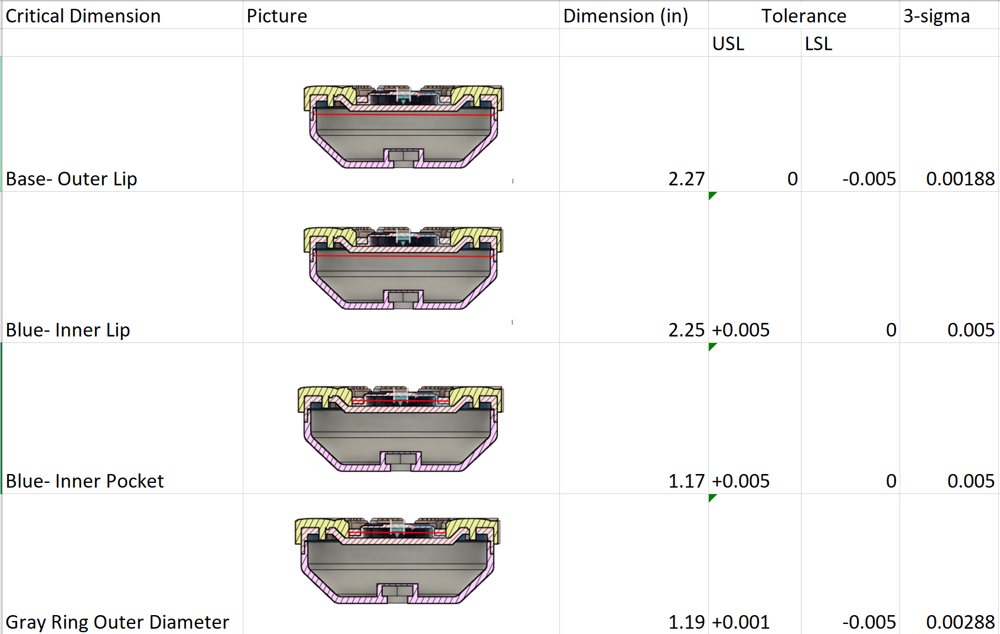 Critical Dimension Picture Dimension (in) Tolerance 3-sigma
USL LSL
Base- Outer Lip 2.27 0 -0.005 0.00188
Blue- Inner Lip 2.25 +0.005 0 0.005
Blue- Inner Pocket 1.17 +0.005 0 0.005
Gray Ring Outer Diameter 1.19 +0.001 -0.005 0.00288